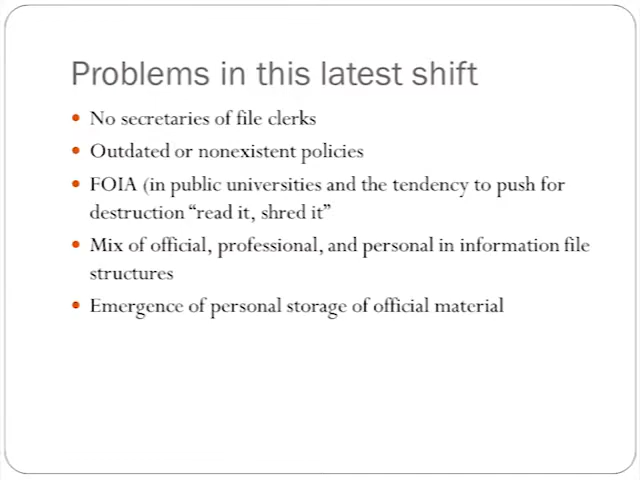 Problems in this latest shift
No secretaries of file clerks
Outdated or nonexistent policies
FOIA (in public universities and the tendency to push for
destruction “read it, shred it”
Mix of official, professional, and personal in information file
structures
Emergence of personal storage of official material